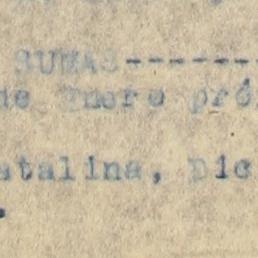 SUMAS-------
de Enero pró
atalina, Dic
.